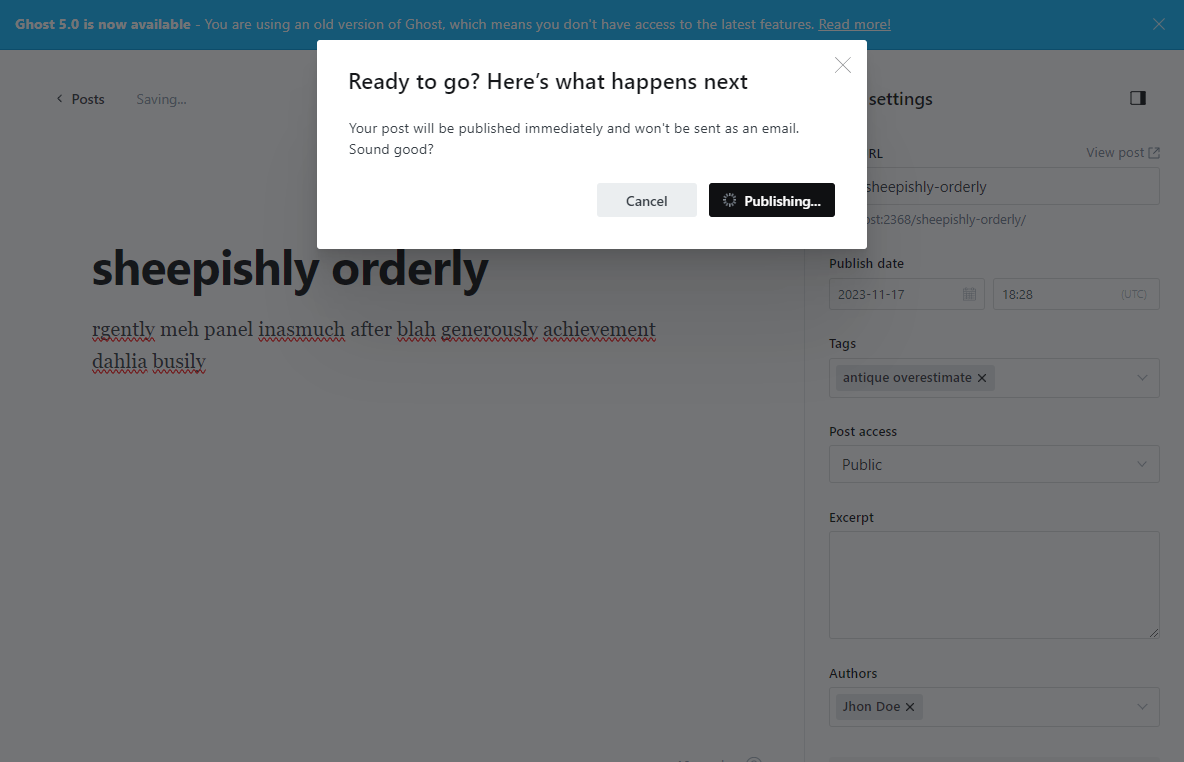 Ghost 5.0 is now available - You are using an old version of Ghost, which means you don't have access to the latest features. Read more!
Ready to go? Here's what happens next
Your post will be published immediately and won't be sent as an email.
Sound good?
Cancel
Publishing...
Posts
Saving...
settings
RL
View post
sheepishly-orderly
ost:2368/sheepishly-orderly/
sheepishly orderly
rgently meh panel inasmuch after blah generously achievement
dahlia busily
Publish date
2023-11-17
18:28
(UTC)
Tags
antique overestimate
Post access
Public
Excerpt
Authors
Jhon Doe